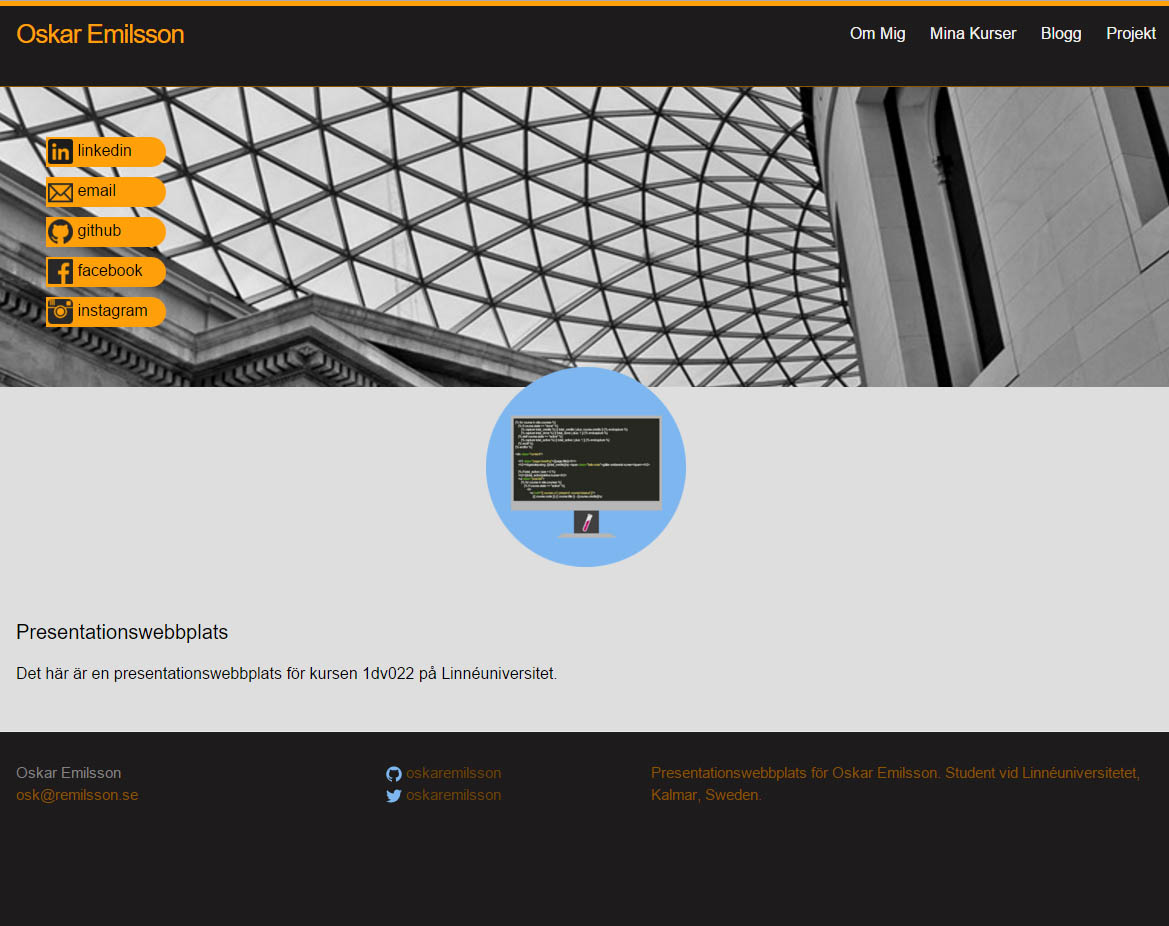 Oskar Emilsson
Om Mig Mina Kurser Blogg Projekt
linkedin
email
github
facebook
instagram
Presentationswebbplats
Det här är en presentationswebbplats för kursen 1dv022 på Linnéuniversitet.
Oskar Emilsson
osk@remilsson.se
oskaremilsson
oskaremilsson
Presentationswebbplats för Oskar Emilsson. Student vid Linnéuniversitetet,
Kalmar, Sweden.